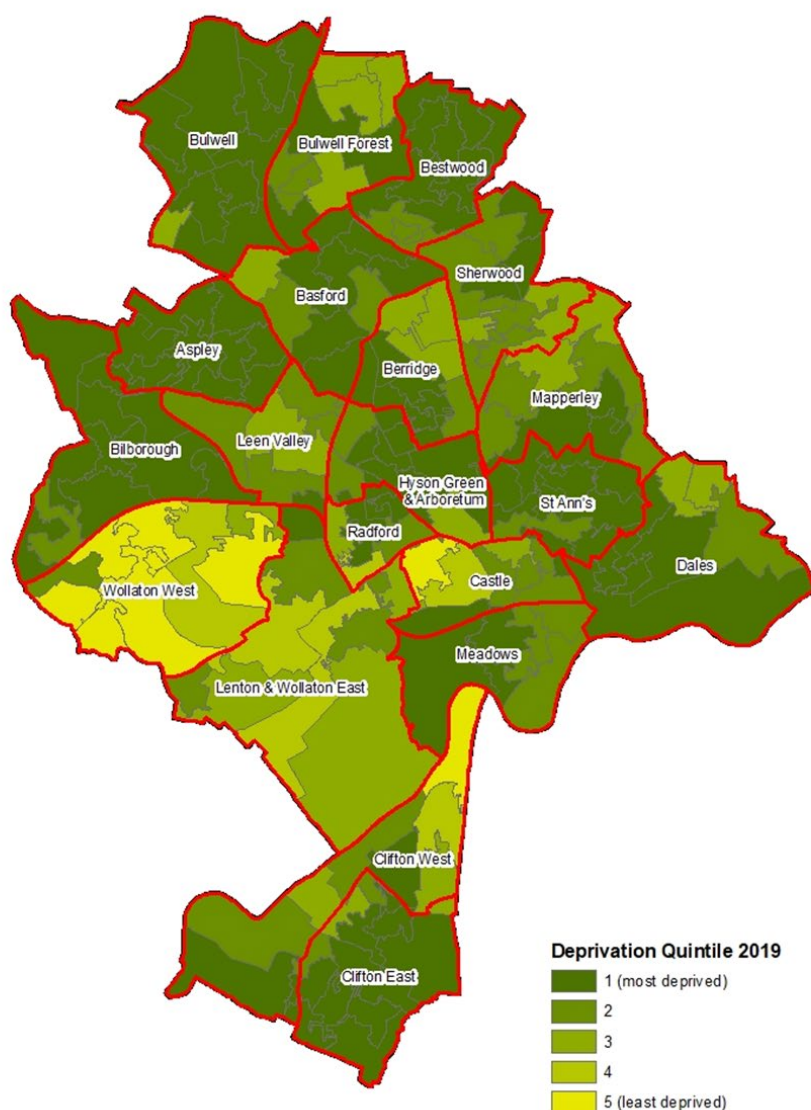 Bulwell
Bulwell Forest
Bestwood
Sherwood
Basford
Aspley
Berridge
Mapperley
Leen Valley
Bilborough
Hyson Green
& Arboretum
St Ann's
Radford
Dales
Castle
Wollaton West
Meadows
Lenton & Wollaton East
Clifton West
Clifton East
Deprivation Quintile 2019
1 (most deprived)
2
3
4
5 (least deprived)